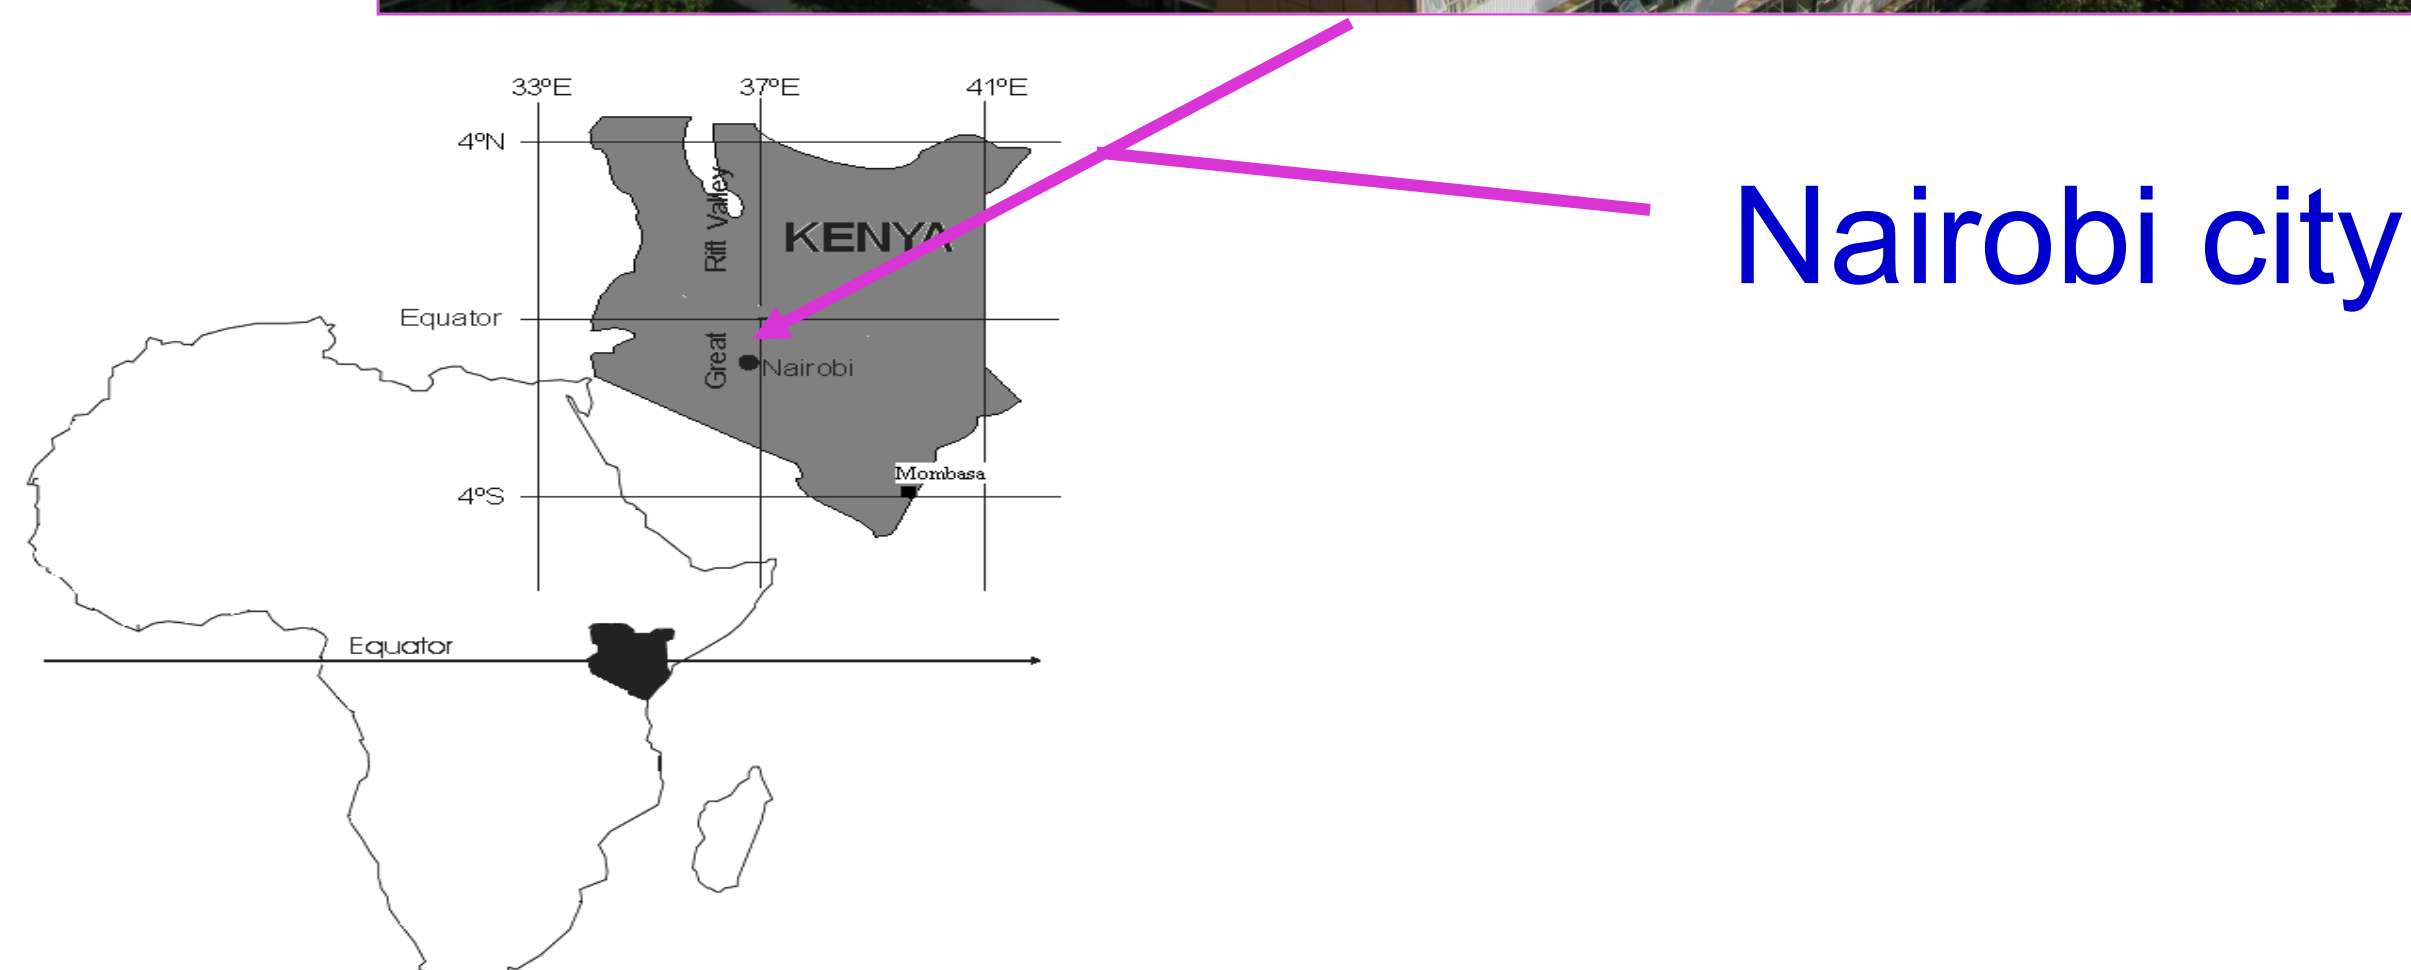 33ºE 37ºE 41ºE
4ºN
Rift Valley
KENYA
Nairobi city
Equator
Great
Nairobi
Mombasa
4ºS
Equator